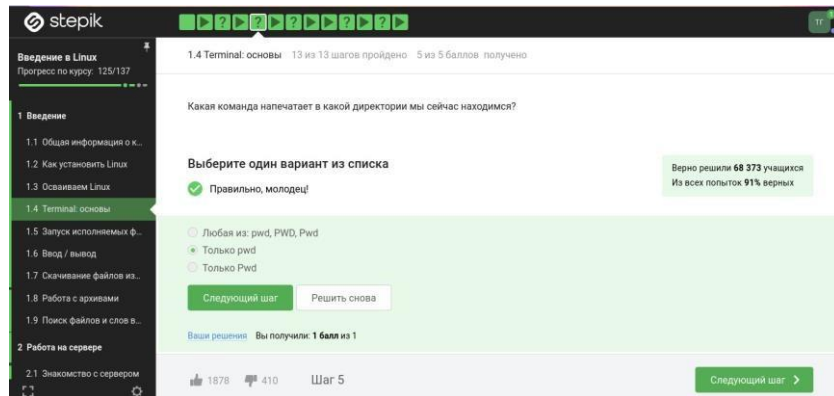 stepik
ТГ
Введение в Linux
Прогресс по курсу: 125/137
1 Введение
1.1 Общая информация о к...
1.2 Как установить Linux
1.3 Осваиваем Linux
1.4 Terminal: основы
1.5 Запуск исполняемых ф...
1.6 Ввод / вывод
1.7 Скачивание файлов из...
1.8 Работа с архивами
1.9 Поиск файлов и слов в...
2 Работа на сервере
2.1 Знакомство с сервером
1.4 Terminal: основы 13 из 13 шагов пройдено 5 из 5 баллов получено
Какая команда напечатает в какой директории мы сейчас находимся?
Выберите один вариант из списка
Правильно, молодец!
Верно решили 68 373 учащихся
Из всех попыток 91% верных
Любая из: pwd, PWD, Pwd
Только pwd
Только Pwd
Следующий шаг
Решить снова
Ваши решения Вы получили: 1 балл из 1
1878 410 Шаг 5
Следующий шаг